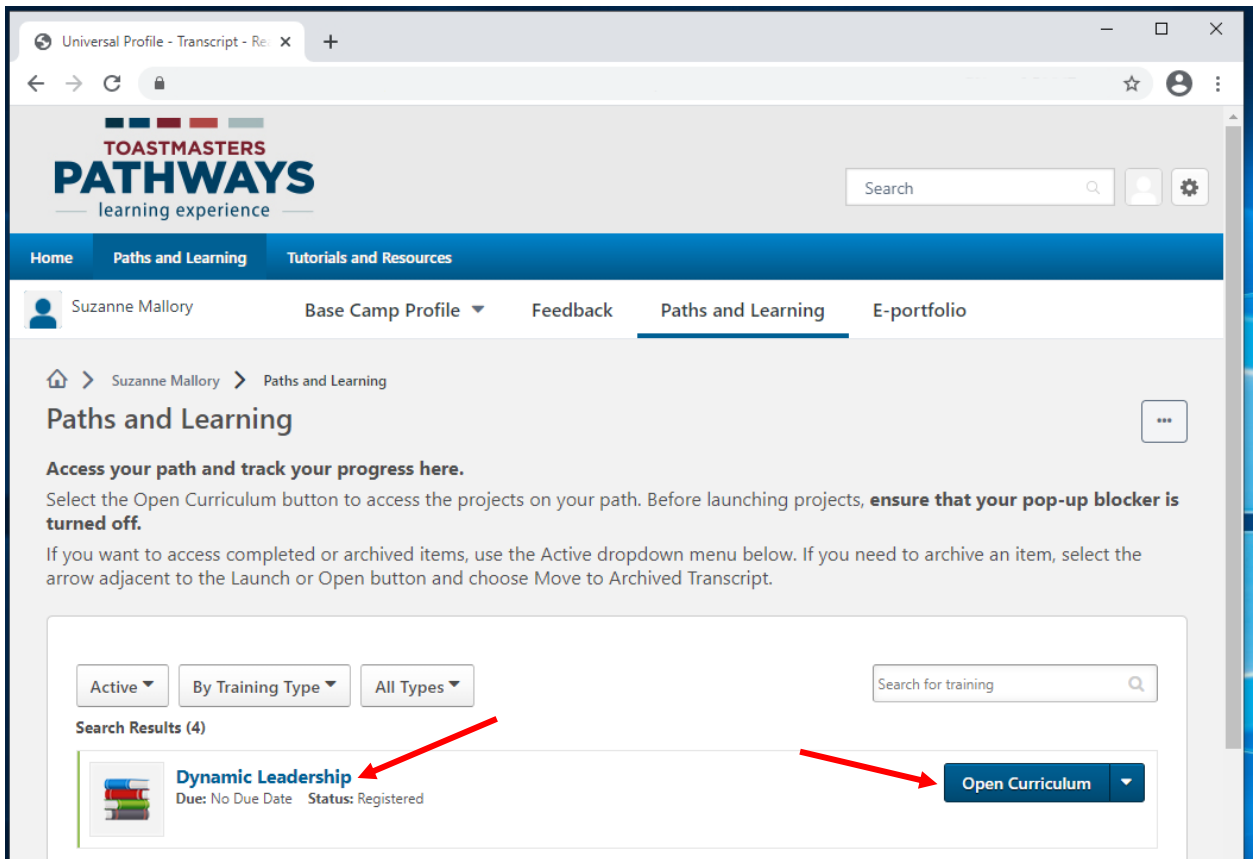 Universal Profile - Transcript - Re
TOASTMASTERS
PATHWAYS
learning experience
Search
Home Paths and Learning Tutorials and Resources
Suzanne Mallory Base Camp Profile Feedback Paths and Learning E-portfolio
Suzanne Mallory Paths and Learning
Paths and Learning
Access your path and track your progress here.
Select the Open Curriculum button to access the projects on your path. Before launching projects, ensure that your pop-up blocker is
turned off.
If you want to access completed or archived items, use the Active dropdown menu below. If you need to archive an item, select the
arrow adjacent to the Launch or Open button and choose Move to Archived Transcript.
Active By Training Type All Types Search for training
Search Results (4)
Dynamic Leadership
Due: No Due Date Status: Registered
Open Curriculum